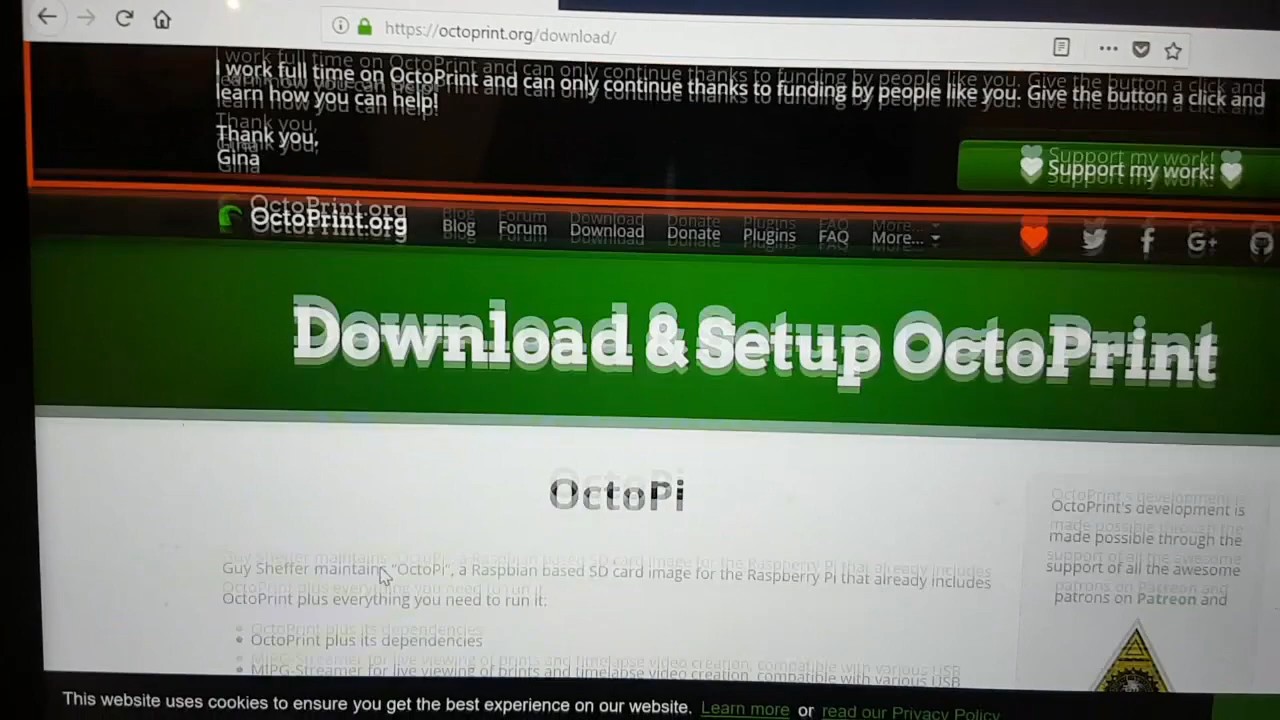 https://octoprint.org/download/
I work full time on OctoPrint and can only continue thanks to funding by people like you. Give the button a click and
learn how you can help!
Thank you,
Gina
Support my work!
OctoPrint.org Blog Forum Download Donate Plugins FAQ More...
G+
Download & Setup OctoPrint
OctoPi
Guy Sheffer maintains "OctoPi", a Raspbian based SD card image for the Raspberry Pi that already includes
OctoPrint plus everything you need to run it:
OctoPrint plus its dependencies
MJPG-Streamer for live viewing of prints and timelapse video creation, compatible with various USB
OctoPrint's development is
made possible through the
support of all the awesome
patrons on Patreon and
This website uses cookies to ensure you get the best experience on our website. Learn more or read our Privacy Policy